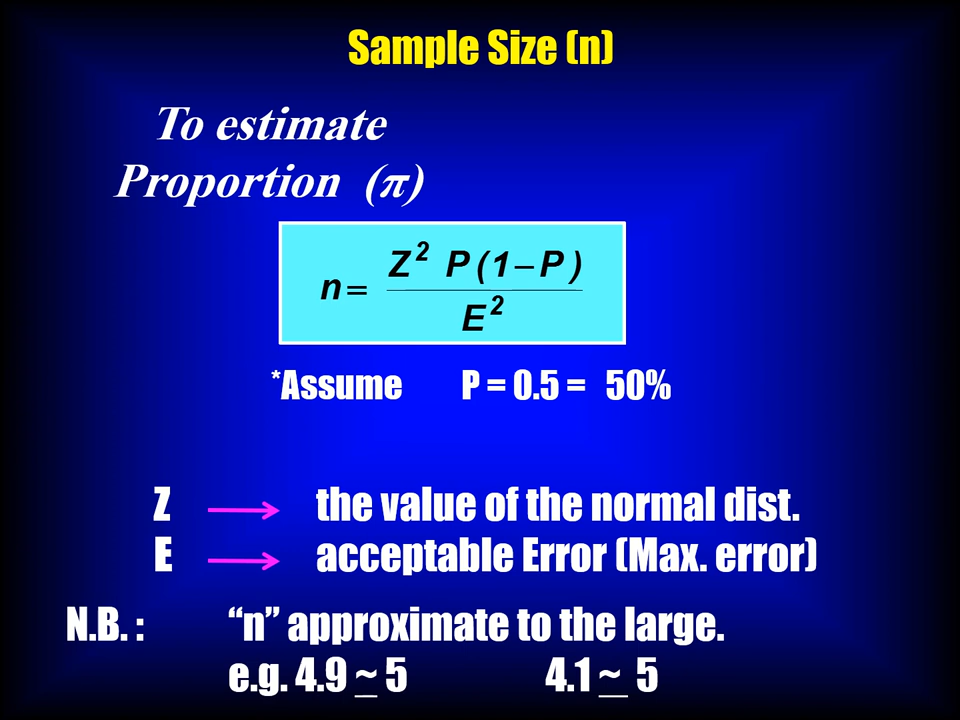 Sample Size (n)
To estimate
Proportion (π)
n = Z² P (1 – P) / E²
*Assume P = 0.5 = 50%
Z the value of the normal dist.
E acceptable Error (Max. error)
N.B. : “n” approximate to the large.
e.g. 4.9 ~ 5 4.1 ~ 5